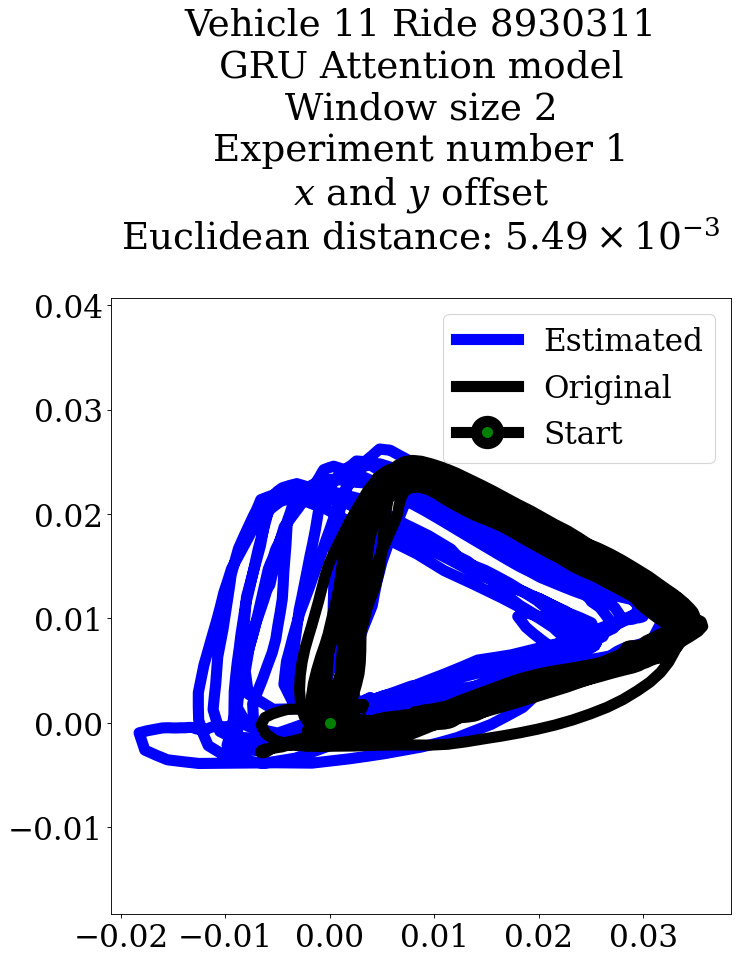 Vehicle 11 Ride 8930311
GRU Attention model
Window size 2
Experiment number 1
x and y offset
Euclidean distance: 5.49 × 10⁻³
Estimated
Original
Start
0.04
0.03
0.02
0.01
0.00
−0.01
−0.02 −0.01 0.00 0.01 0.02 0.03